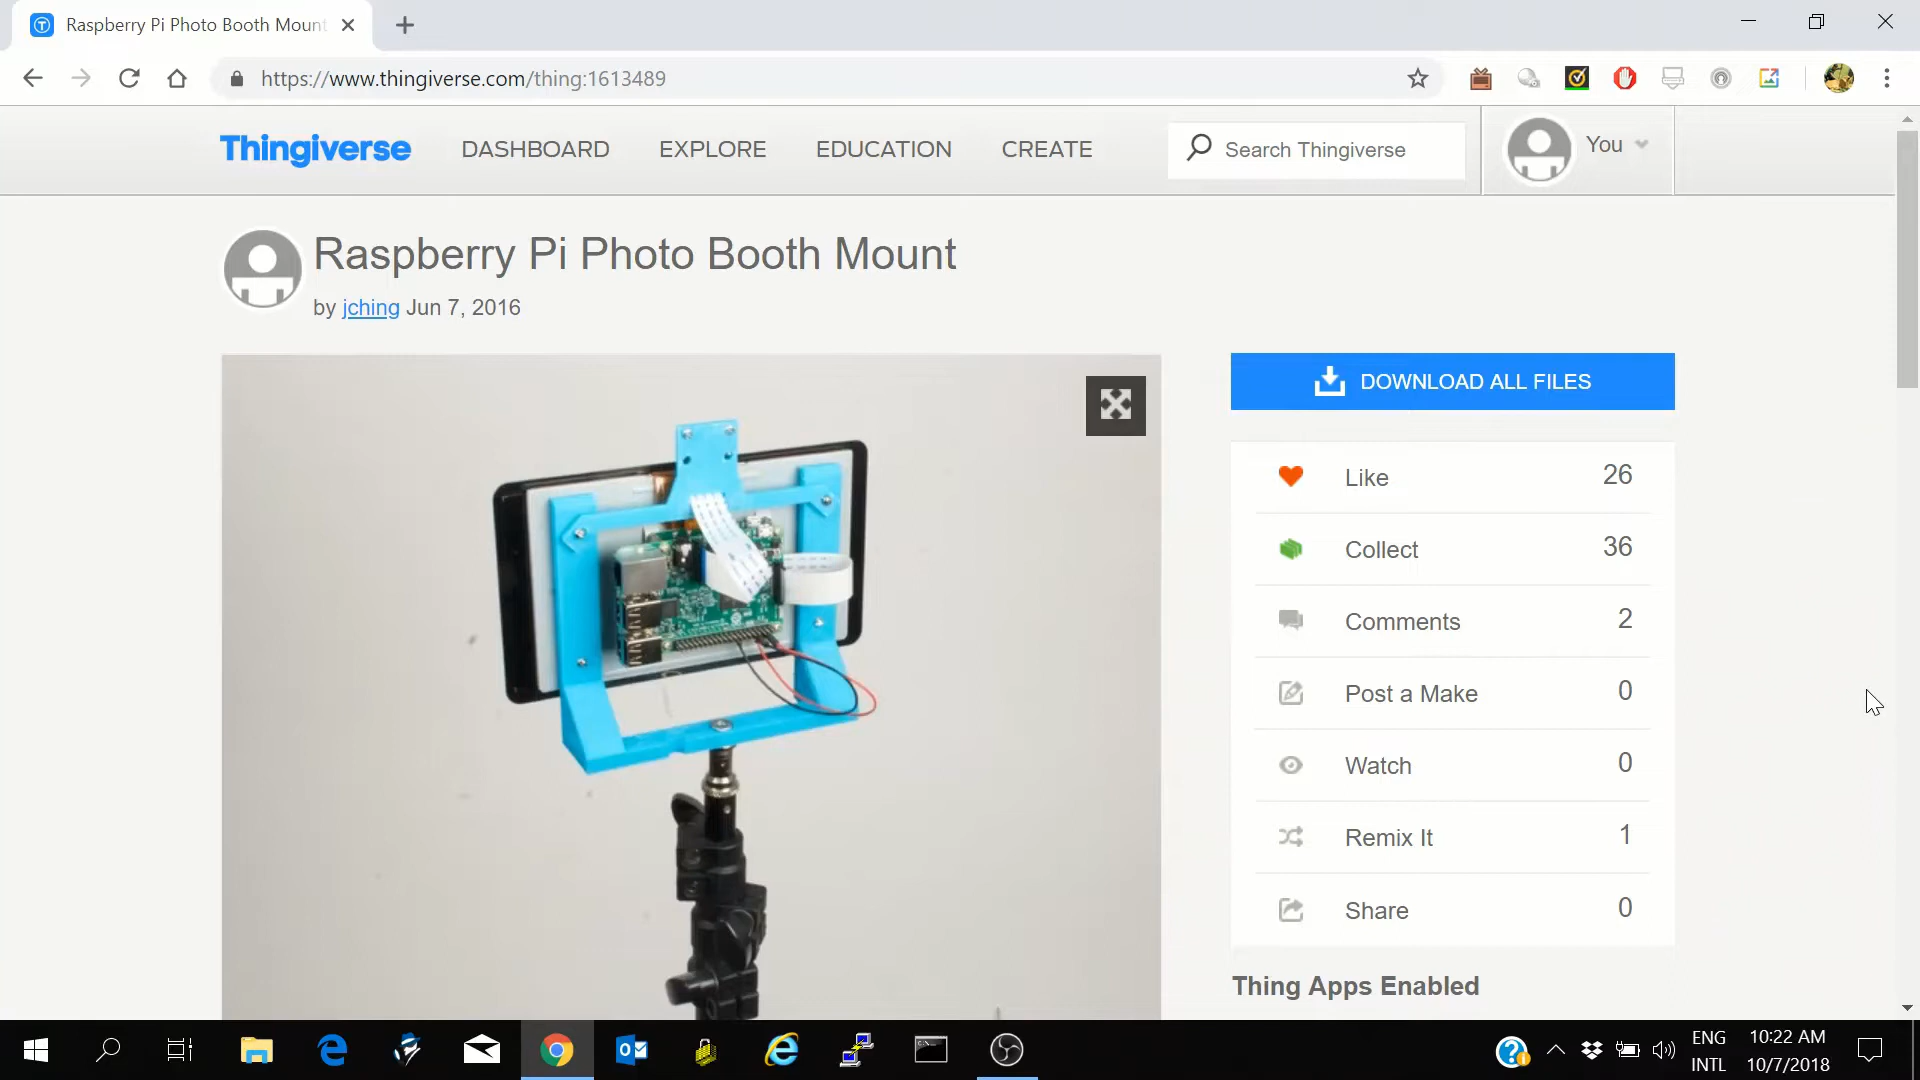 Raspberry Pi Photo Booth Mount
https://www.thingiverse.com/thing:1613489
Thingiverse
DASHBOARD
EXPLORE
EDUCATION
CREATE
Search Thingiverse
You
Raspberry Pi Photo Booth Mount
by jching Jun 7, 2016
DOWNLOAD ALL FILES
Like 26
Collect 36
Comments 2
Post a Make 0
Watch 0
Remix It 1
Share 0
Thing Apps Enabled
ENG
INTL
10:22 AM
10/7/2018